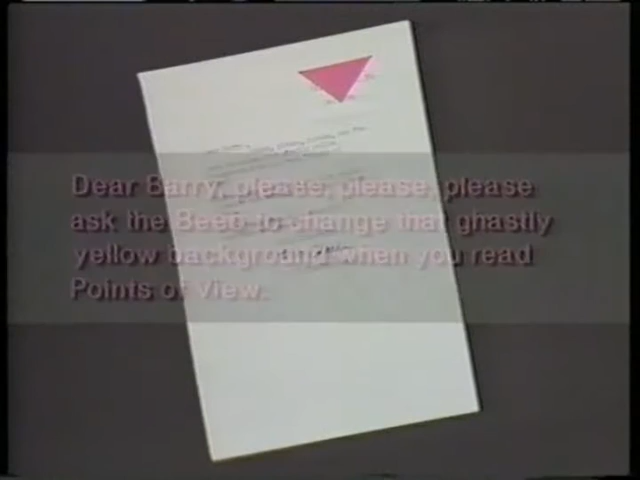 Dear Barry, please, please, please
ask the Beeb to change that ghastly
yellow background when you read
Points of View.